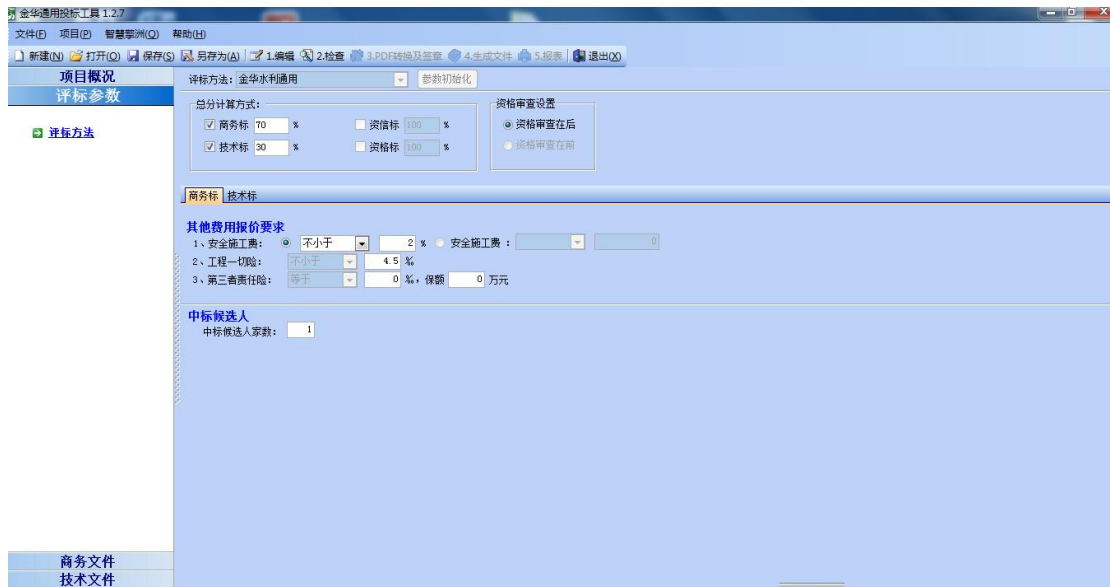 金华通用投标工具 1.2.7
文件(F) 项目(P) 智慧擎洲(Q) 帮助(H)
新建(N) 打开(O) 保存(S) 另存为(A) 1.编辑 2.检查 3.PDF转换及签章 4.生成文件 5.报表 退出(X)
项目概况
评标参数
评标方法
评标方法: 金华水利通用 参数初始化
总分计算方式: 资格审查设置
商务标 70 % 资信标 100 % 资格审查在后
技术标 30 % 资格标 100 % 资格审查在前
商务标 技术标
其他费用报价要求
1、安全施工费: 不小于 2 % 安全施工费 : 0
2、工程一切险: 不小于 4.5 ‰
3、第三者责任险: 等于 0 ‰, 保额 0 万元
中标候选人
中标候选人家数: 1
商务文件
技术文件